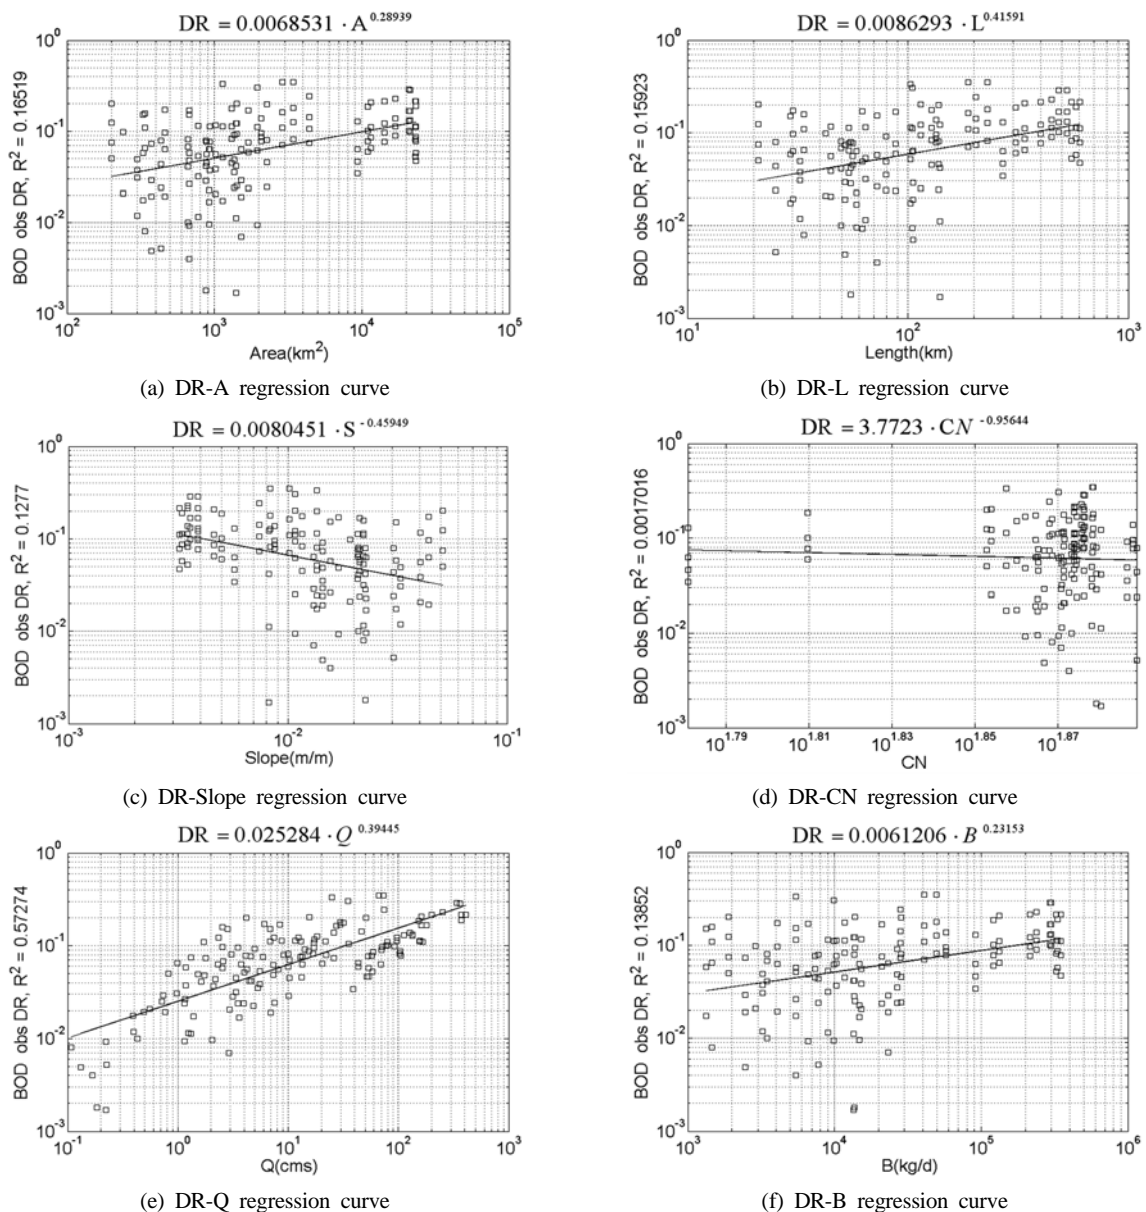 DR = 0.0068531 · A^0.28939
BOD obs DR, R² = 0.16519
10^0
10^-1
10^-2
10^-3
10^2 10^3 10^4 10^5
Area(km²)
(a) DR-A regression curve
DR = 0.0086293 · L^0.41591
BOD obs DR, R² = 0.15923
10^0
10^-1
10^-2
10^-3
10^1 10^2 10^3
Length(km)
(b) DR-L regression curve
DR = 0.0080451 · S^-0.45949
BOD obs DR, R² = 0.1277
10^0
10^-1
10^-2
10^-3
10^-3 10^-2 10^-1
Slope(m/m)
(c) DR-Slope regression curve
DR = 3.7723 · CN^-0.95644
BOD obs DR, R² = 0.0017016
10^0
10^-1
10^-2
10^-3
10^1.79 10^1.81 10^1.83 10^1.85 10^1.87
CN
(d) DR-CN regression curve
DR = 0.025284 · Q^0.39445
BOD obs DR, R² = 0.57274
10^0
10^-1
10^-2
10^-3
10^-1 10^0 10^1 10^2 10^3
Q(cms)
(e) DR-Q regression curve
DR = 0.0061206 · B^0.23153
BOD obs DR, R² = 0.13852
10^0
10^-1
10^-2
10^-3
10^3 10^4 10^5 10^6
B(kg/d)
(f) DR-B regression curve